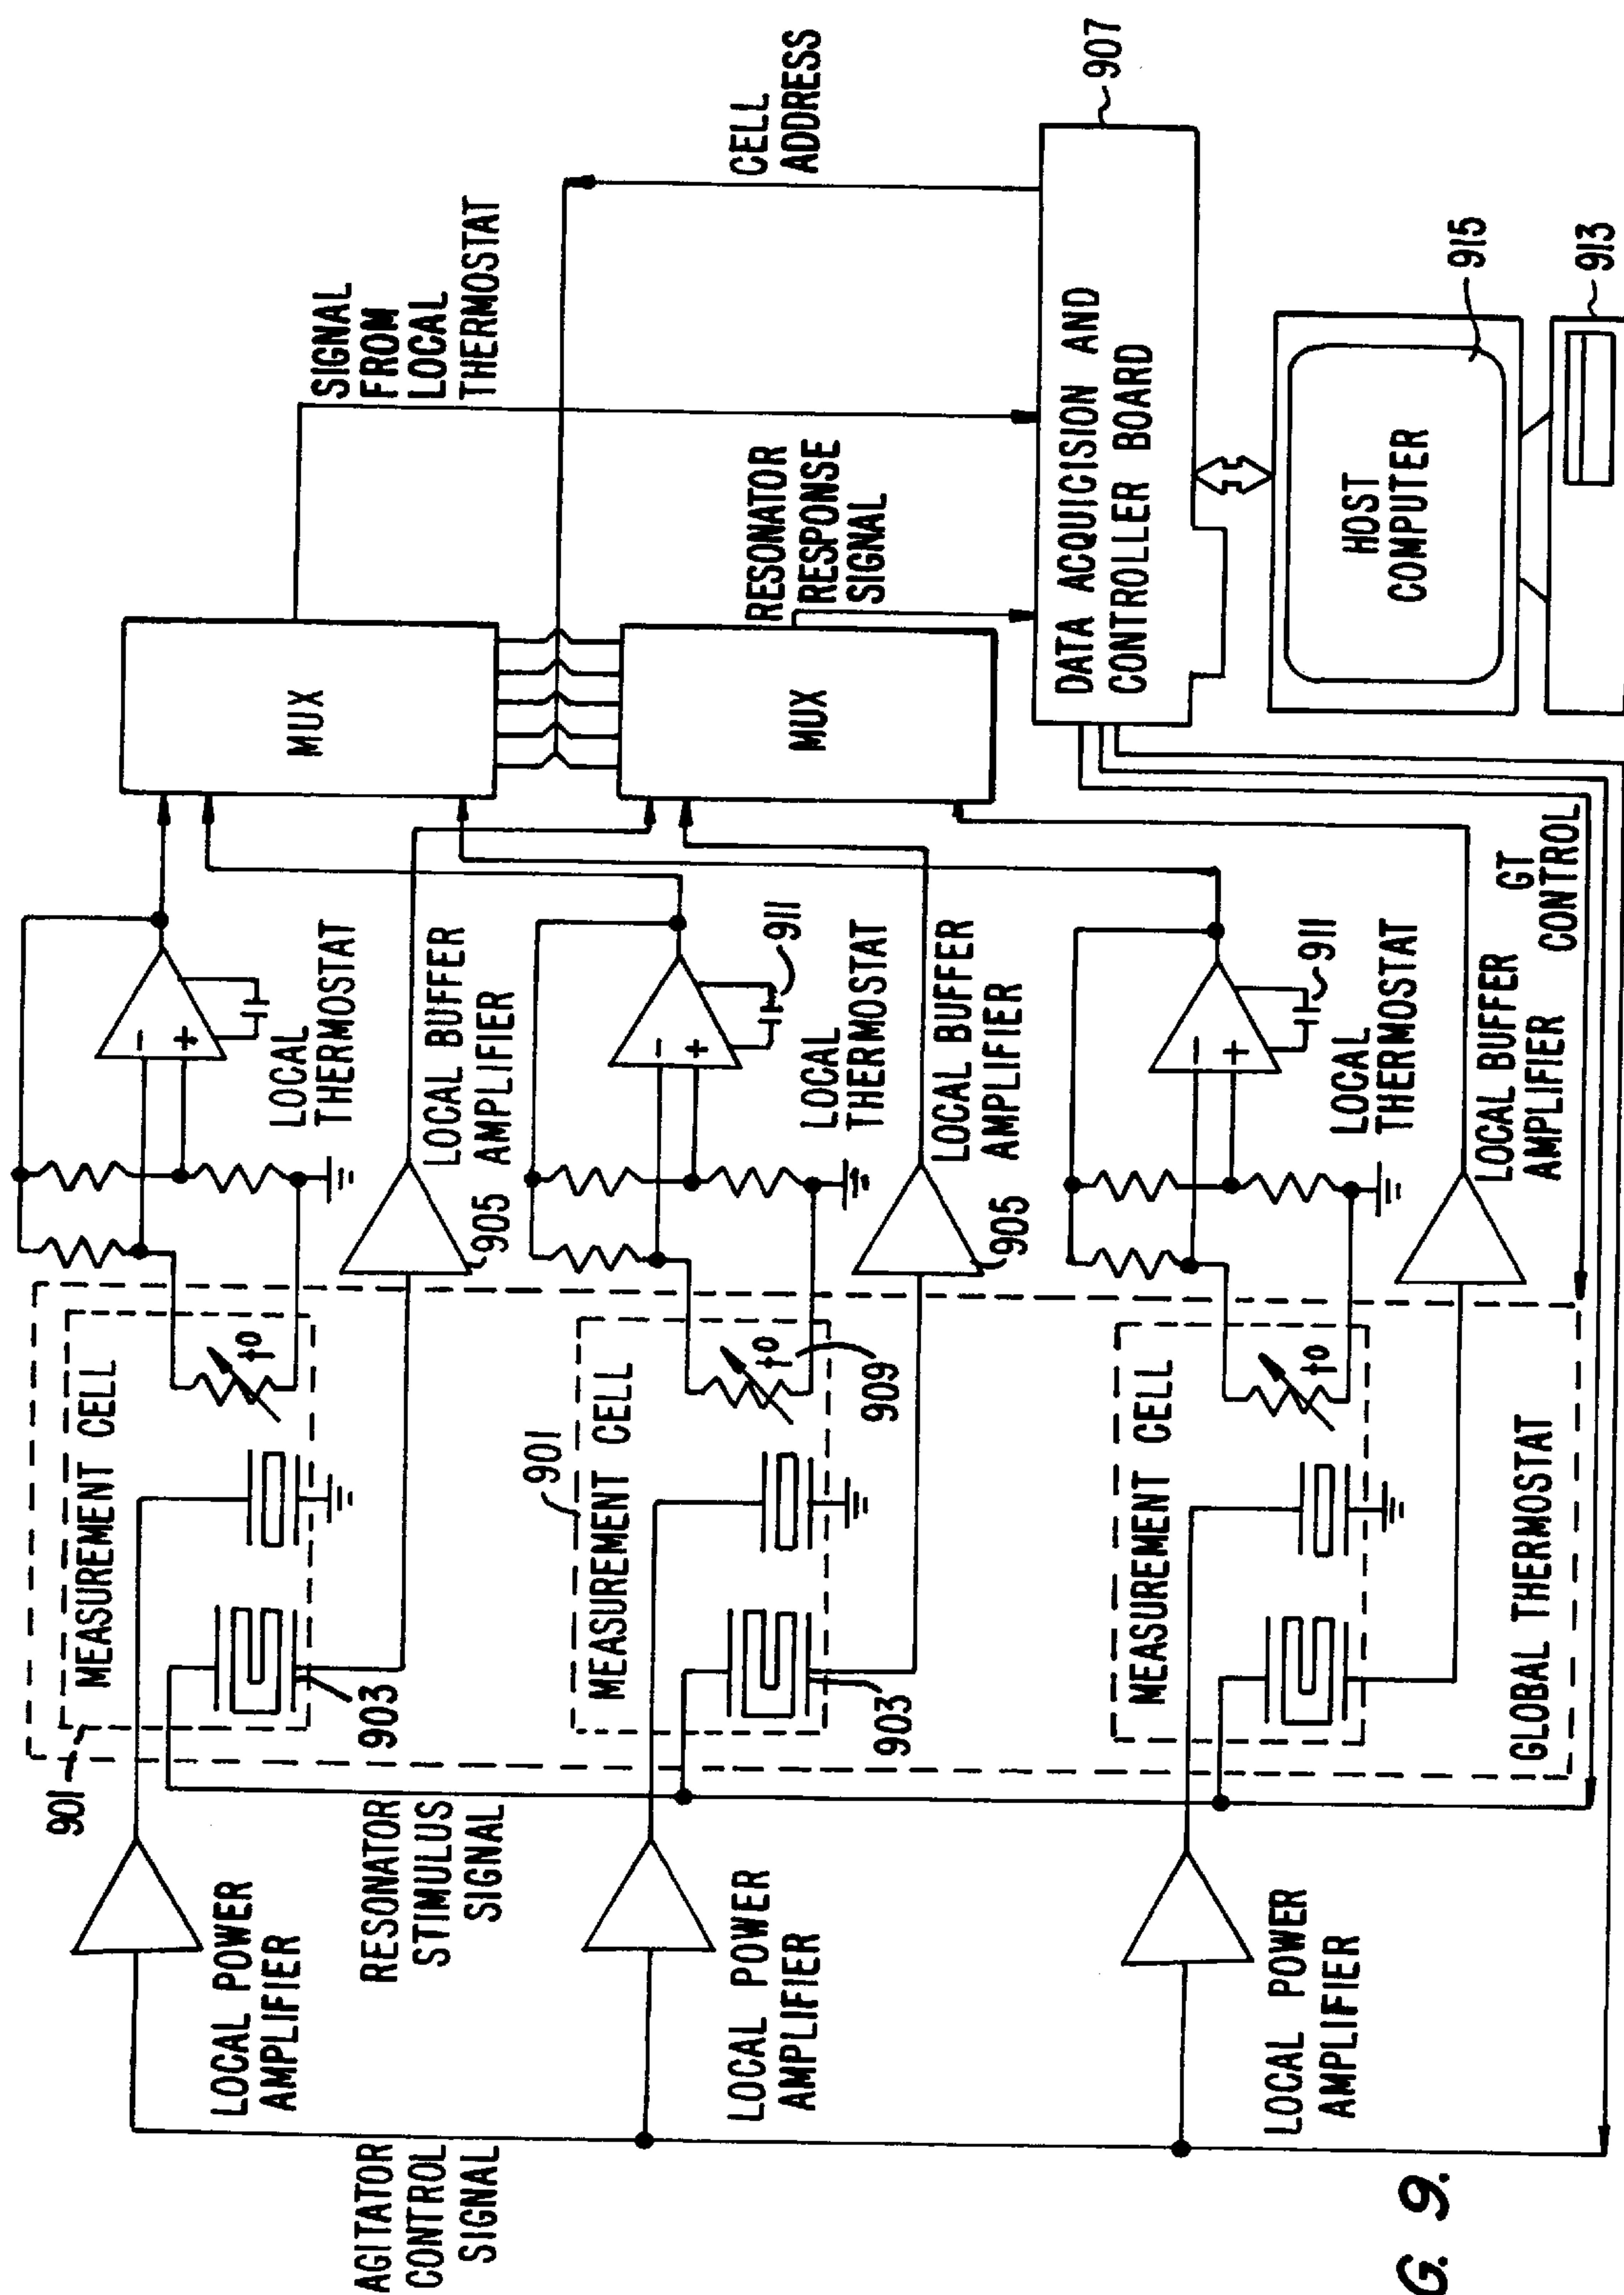 AGITATOR
CONTROL
SIGNAL
LOCAL POWER
AMPLIFIER
RESONATOR
STIMULUS
SIGNAL
LOCAL POWER
AMPLIFIER
LOCAL POWER
AMPLIFIER
901
MEASUREMENT CELL
903
t°
901
MEASUREMENT CELL
903
t°
909
MEASUREMENT CELL
t°
GLOBAL THERMOSTAT
905
LOCAL BUFFER
AMPLIFIER
905
LOCAL BUFFER
AMPLIFIER
LOCAL BUFFER
AMPLIFIER
- +
LOCAL
THERMOSTAT
- +
911
LOCAL
THERMOSTAT
- +
911
LOCAL
THERMOSTAT
GT
CONTROL
MUX
MUX
SIGNAL
FROM
LOCAL
THERMOSTAT
RESONATOR
RESPONSE
SIGNAL
CELL
ADDRESS
DATA ACQUICISION AND
CONTROLLER BOARD
907
HOST
COMPUTER
915
913
G. 9.